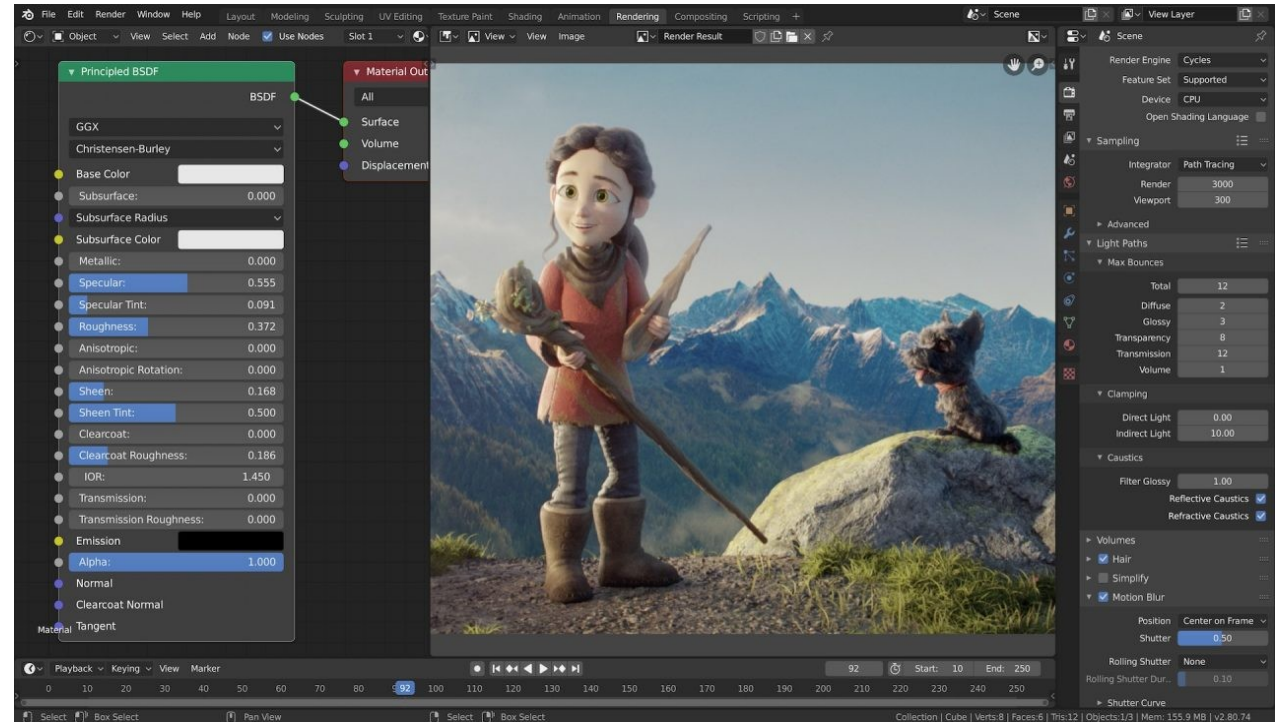 File Edit Render Window Help Layout Modeling Sculpting UV Editing Texture Paint Shading Animation Rendering Compositing Scripting + Scene View Layer
Object View Select Add Node Use Nodes Slot 1 View View Image Render Result Scene
Principled BSDF
BSDF
GGX
Christensen-Burley
Base Color
Subsurface: 0.000
Subsurface Radius
Subsurface Color
Metallic: 0.000
Specular: 0.555
Specular Tint: 0.091
Roughness: 0.372
Anisotropic: 0.000
Anisotropic Rotation: 0.000
Sheen: 0.168
Sheen Tint: 0.500
Clearcoat: 0.000
Clearcoat Roughness: 0.186
IOR: 1.450
Transmission: 0.000
Transmission Roughness: 0.000
Emission
Alpha: 1.000
Normal
Clearcoat Normal
Tangent
Material
Material Out
All
Surface
Volume
Displacement
Render Engine Cycles
Feature Set Supported
Device CPU
Open Shading Language
Sampling
Integrator Path Tracing
Render 3000
Viewport 300
Advanced
Light Paths
Max Bounces
Total 12
Diffuse 2
Glossy 3
Transparency 8
Transmission 12
Volume 1
Clamping
Direct Light 0.00
Indirect Light 10.00
Caustics
Filter Glossy 1.00
Reflective Caustics
Refractive Caustics
Volumes
Hair
Simplify
Motion Blur
Position Center on Frame
Shutter 0.50
Rolling Shutter None
Rolling Shutter Dur.. 0.10
Shutter Curve
Playback Keying View Marker 92 Start: 10 End: 250
0 10 20 30 40 50 60 70 80 92 100 110 120 130 140 150 160 170 180 190 200 210 220 230 240 250
Select Box Select Pan View Select Box Select Collection | Cube | Verts:8 | Faces:6 | Tris:12 | Objects:1/3 | Mem: 155.9 MB | v2.80.74